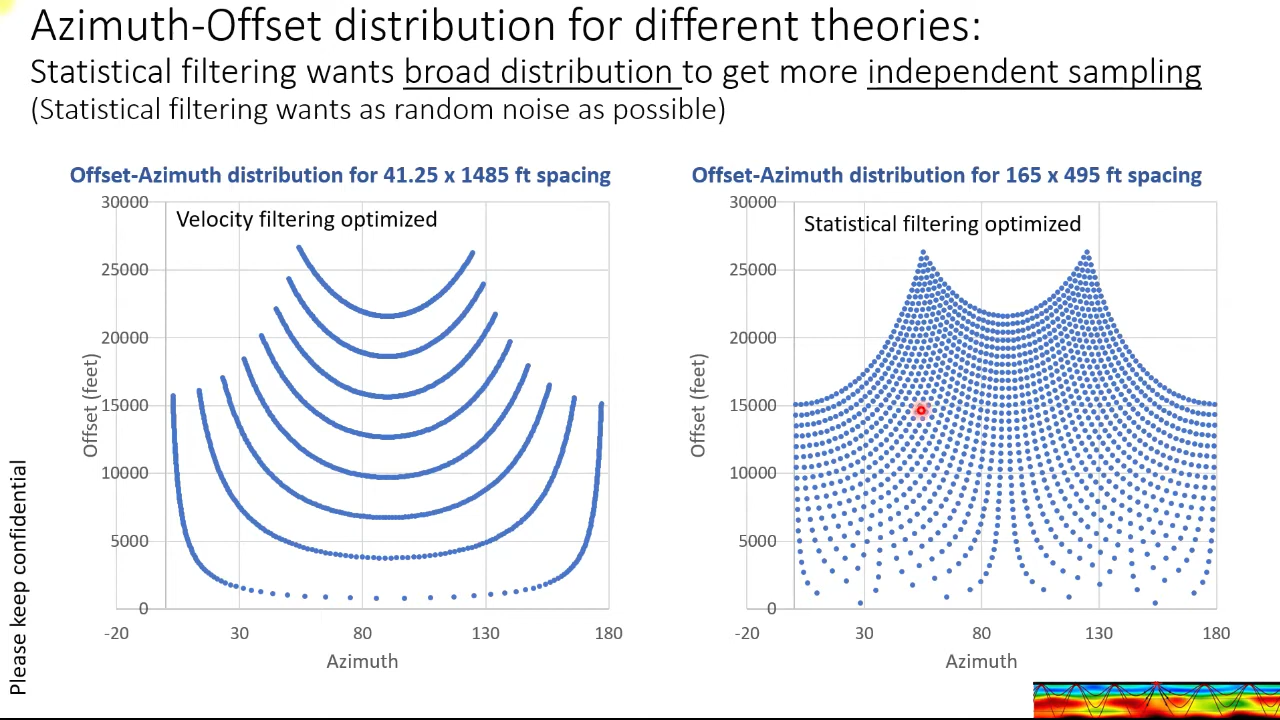 Azimuth-Offset distribution for different theories:
Statistical filtering wants broad distribution to get more independent sampling
(Statistical filtering wants as random noise as possible)
Offset-Azimuth distribution for 41.25 x 1485 ft spacing
30000
Velocity filtering optimized
25000
20000
15000
10000
5000
0
Offset (feet)
-20 30 80 130 180
Azimuth
Offset-Azimuth distribution for 165 x 495 ft spacing
30000
Statistical filtering optimized
25000
20000
15000
10000
5000
0
Offset (feet)
-20 30 80 130 180
Azimuth
Please keep confidential